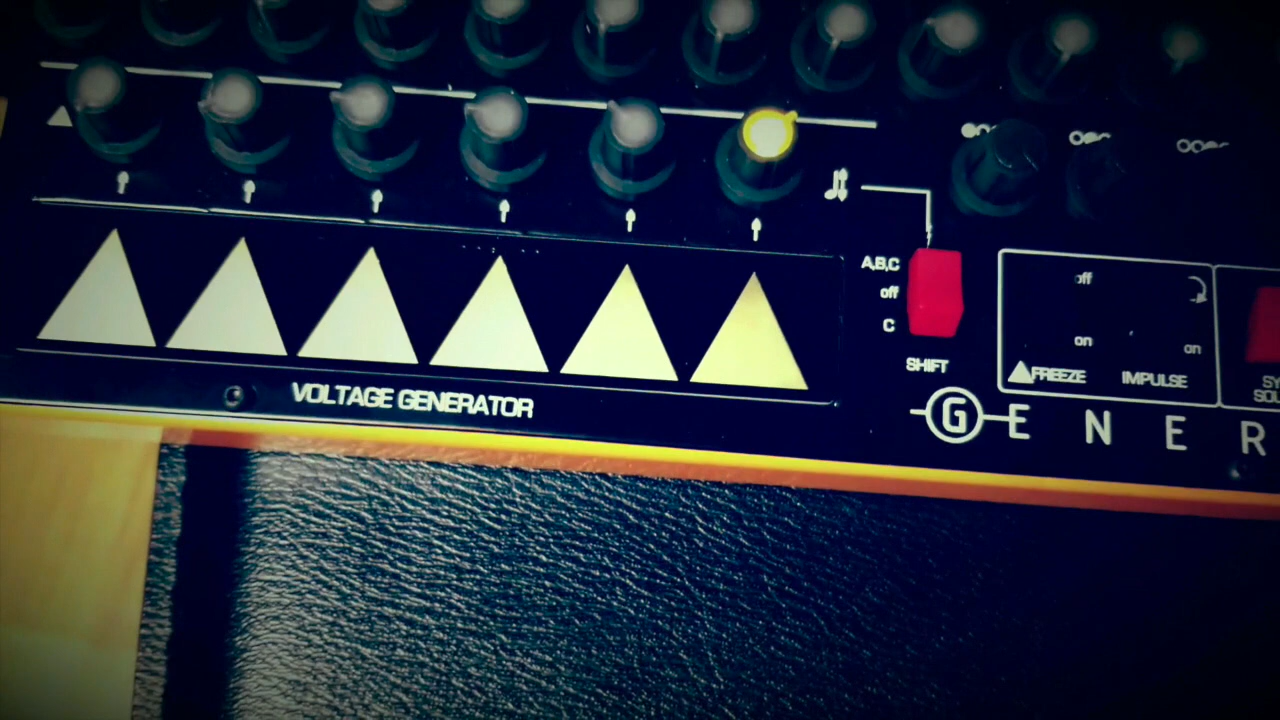 A,B,C
off
C
SHIFT
off
on
on
FREEZE
IMPULSE
VOLTAGE GENERATOR
G E N E R